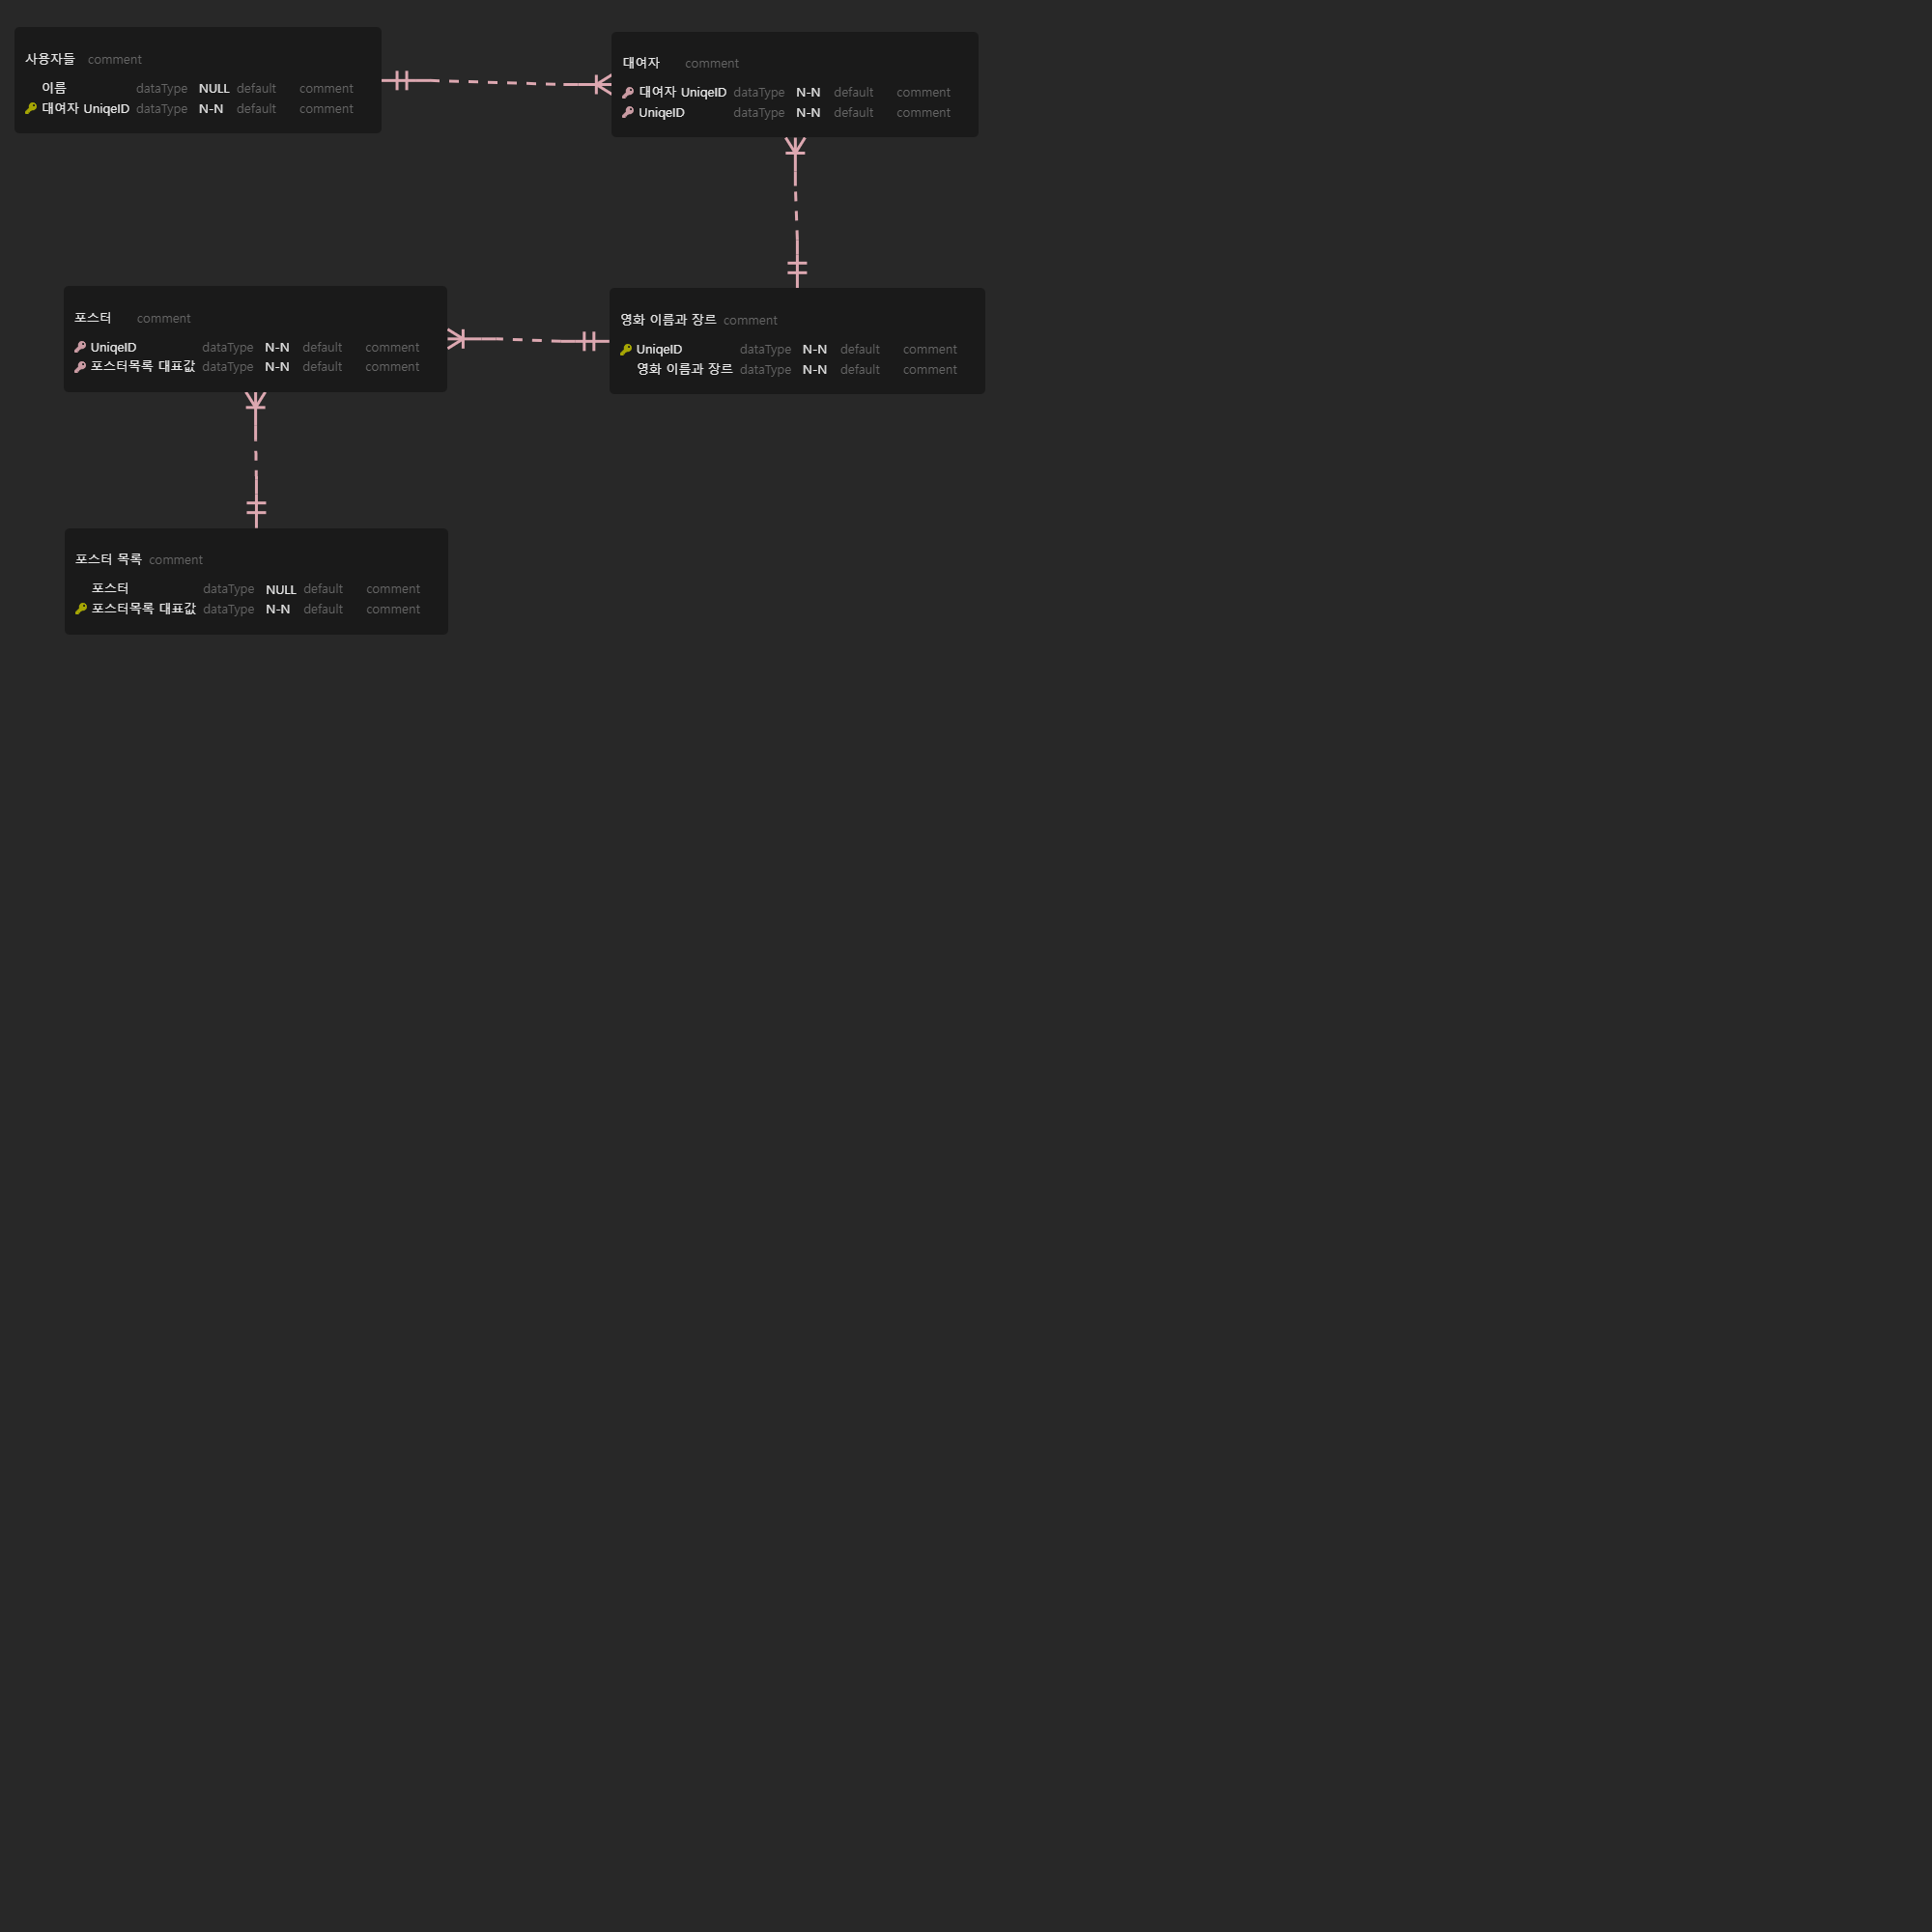 사용자들 comment
이름 dataType NULL default comment
대여자 UniqeID dataType N-N default comment
대여자 comment
대여자 UniqeID dataType N-N default comment
UniqeID dataType N-N default comment
포스터 comment
UniqeID dataType N-N default comment
포스터목록 대표값 dataType N-N default comment
영화 이름과 장르 comment
UniqeID dataType N-N default comment
영화 이름과 장르 dataType N-N default comment
포스터 목록 comment
포스터 dataType NULL default comment
포스터목록 대표값 dataType N-N default comment